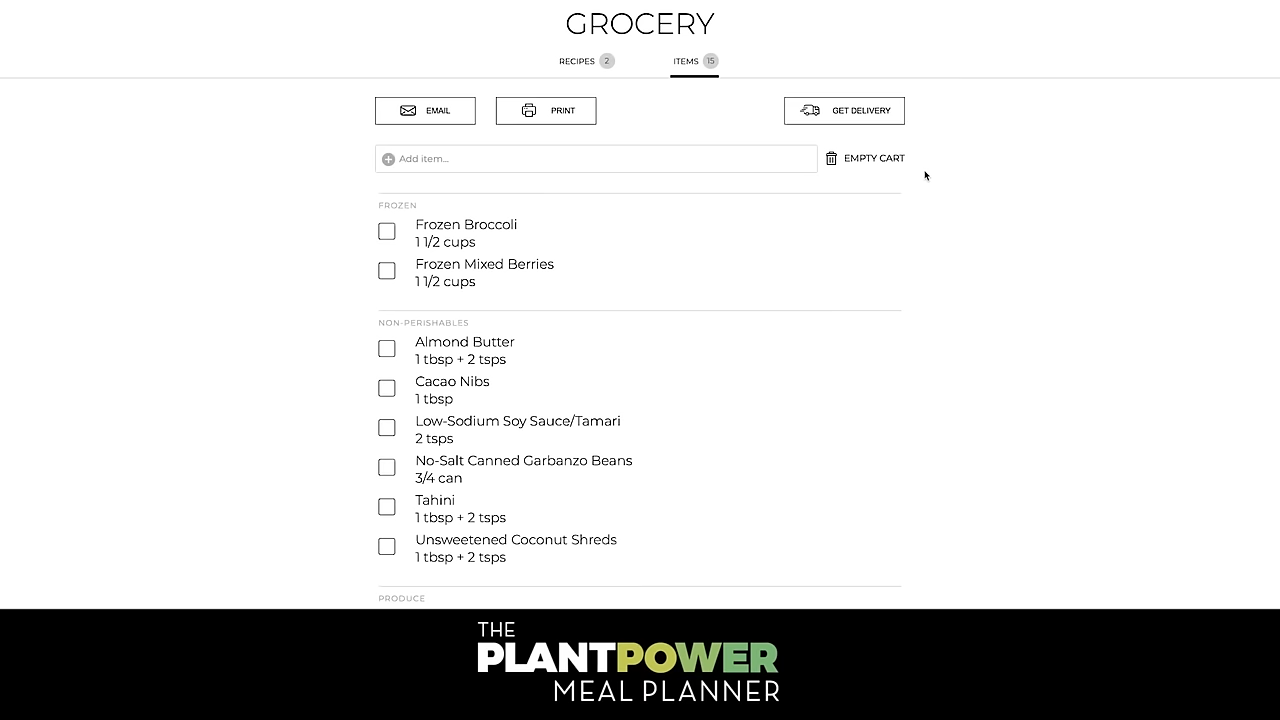 GROCERY
RECIPES 2 ITEMS 15
EMAIL PRINT GET DELIVERY
Add item... EMPTY CART
FROZEN
Frozen Broccoli
1 1/2 cups
Frozen Mixed Berries
1 1/2 cups
NON-PERISHABLES
Almond Butter
1 tbsp + 2 tsps
Cacao Nibs
1 tbsp
Low-Sodium Soy Sauce/Tamari
2 tsps
No-Salt Canned Garbanzo Beans
3/4 can
Tahini
1 tbsp + 2 tsps
Unsweetened Coconut Shreds
1 tbsp + 2 tsps
PRODUCE
THE
PLANTPOWER
MEAL PLANNER